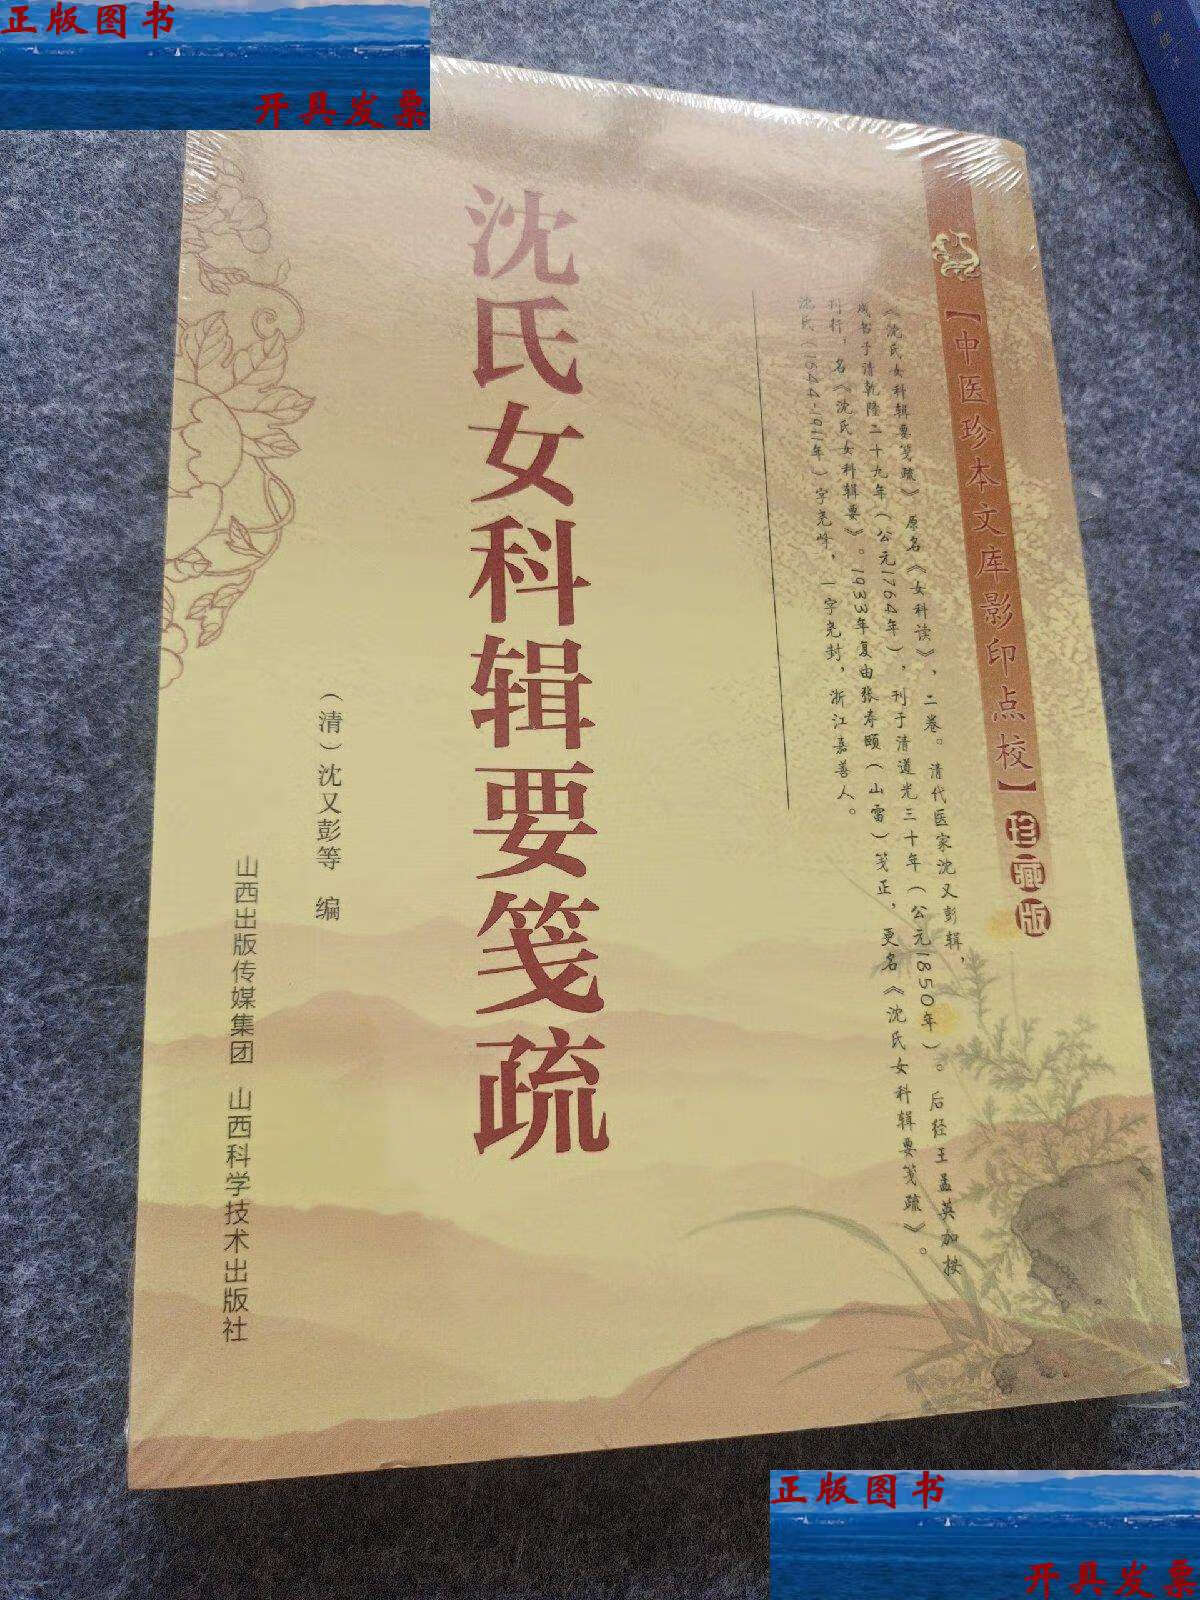 正版图书
开具发票
【中医珍本文库影印点校】
珍藏版
《沈氏女科辑要笺疏》原名《女科读》，二卷。清代医家沈又彭辑，
成书于清乾隆二十九年（公元1764年），刊于清道光三十年（公元1850年）。后经王孟英加按
刊行，名《沈氏女科辑要》。1933年复由张寿颐（山雷）笺正，更名《沈氏女科辑要笺疏》。
沈氏（1644-1911年）字尧峰，一字尧封，浙江嘉善人。
沈氏女科辑要笺疏
（清）沈又彭等 编
山西出版传媒集团 山西科学技术出版社
正版图书
开具发票